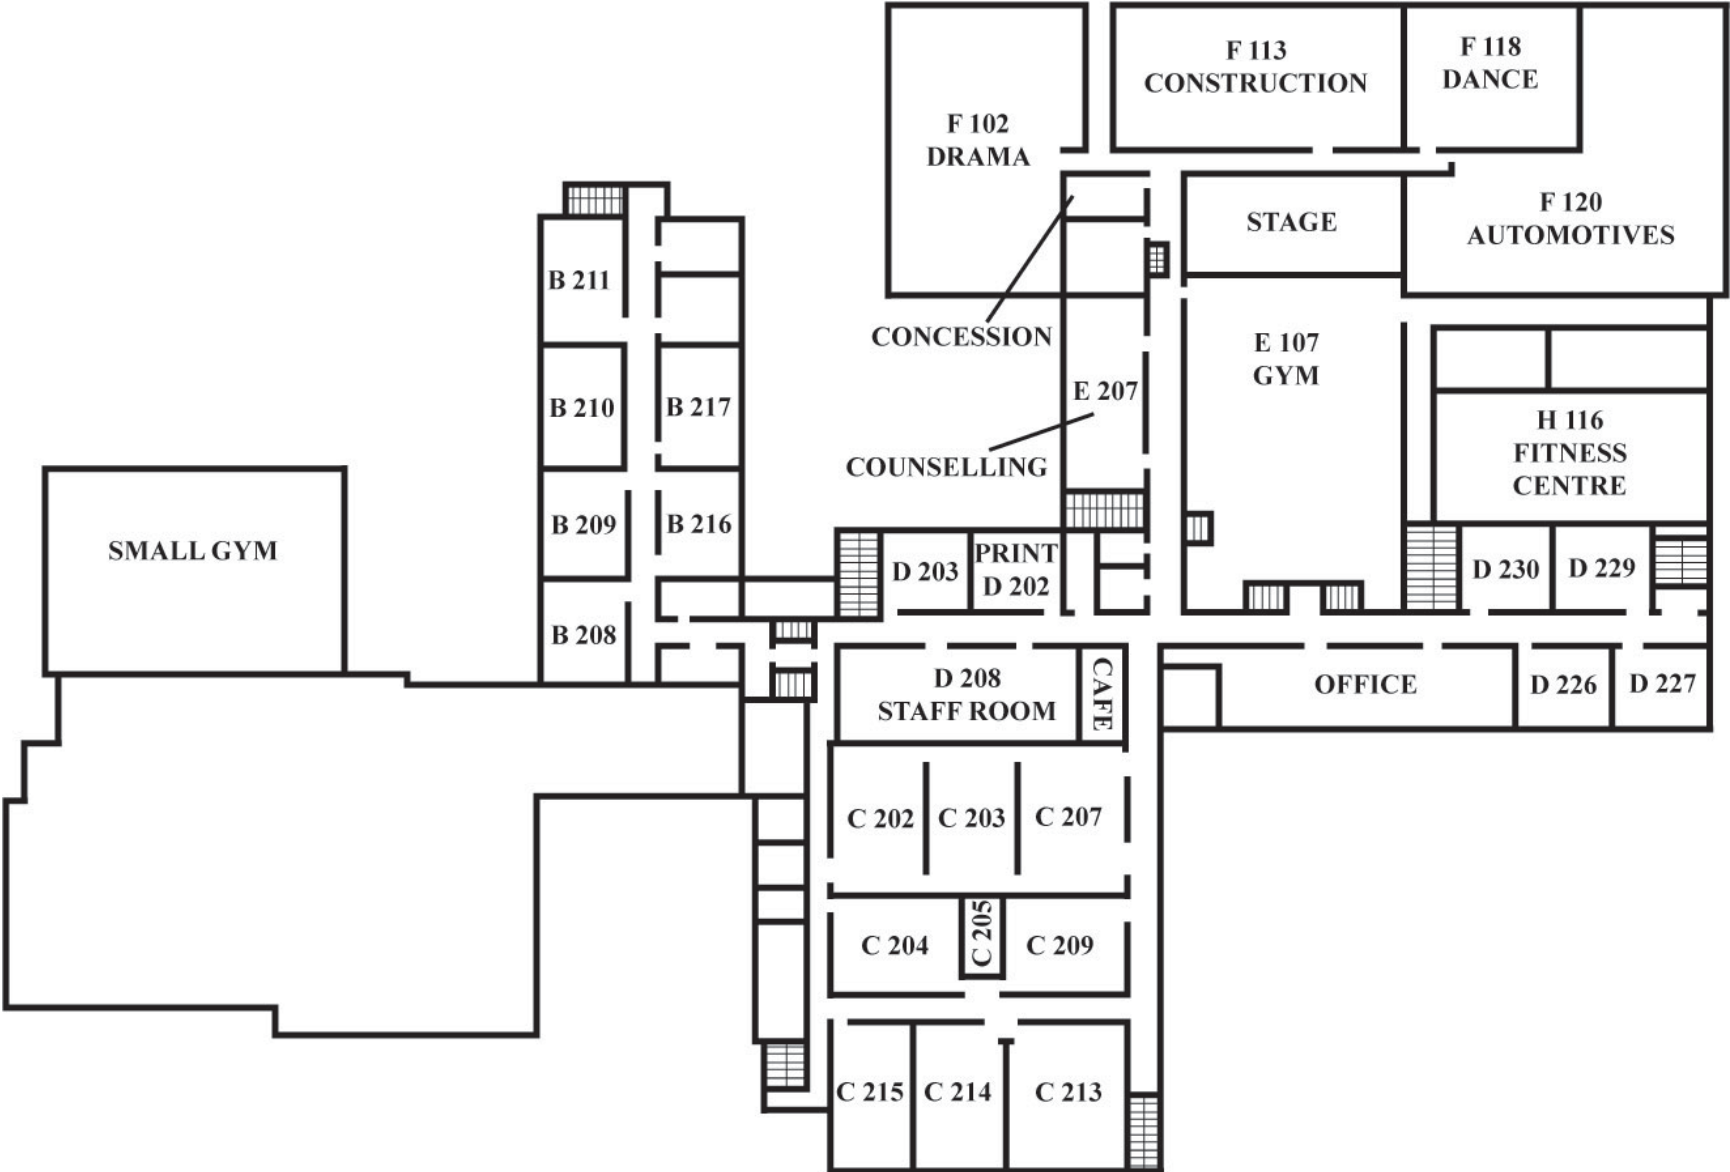 F 113
CONSTRUCTION
F 118
DANCE
F 102
DRAMA
STAGE
F 120
AUTOMOTIVES
B 211
CONCESSION
E 107
GYM
E 207
B 210
B 217
H 116
FITNESS
CENTRE
COUNSELLING
B 209
B 216
SMALL GYM
PRINT
D 202
D 203
D 230
D 229
B 208
D 208
STAFF ROOM
CAFE
OFFICE
D 226
D 227
C 202
C 203
C 207
C 204
C 205
C 209
C 215
C 214
C 213